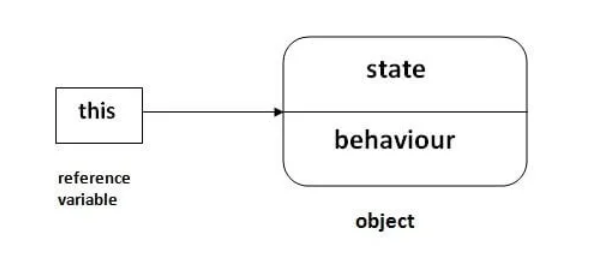 state
this
behaviour
reference
variable
object